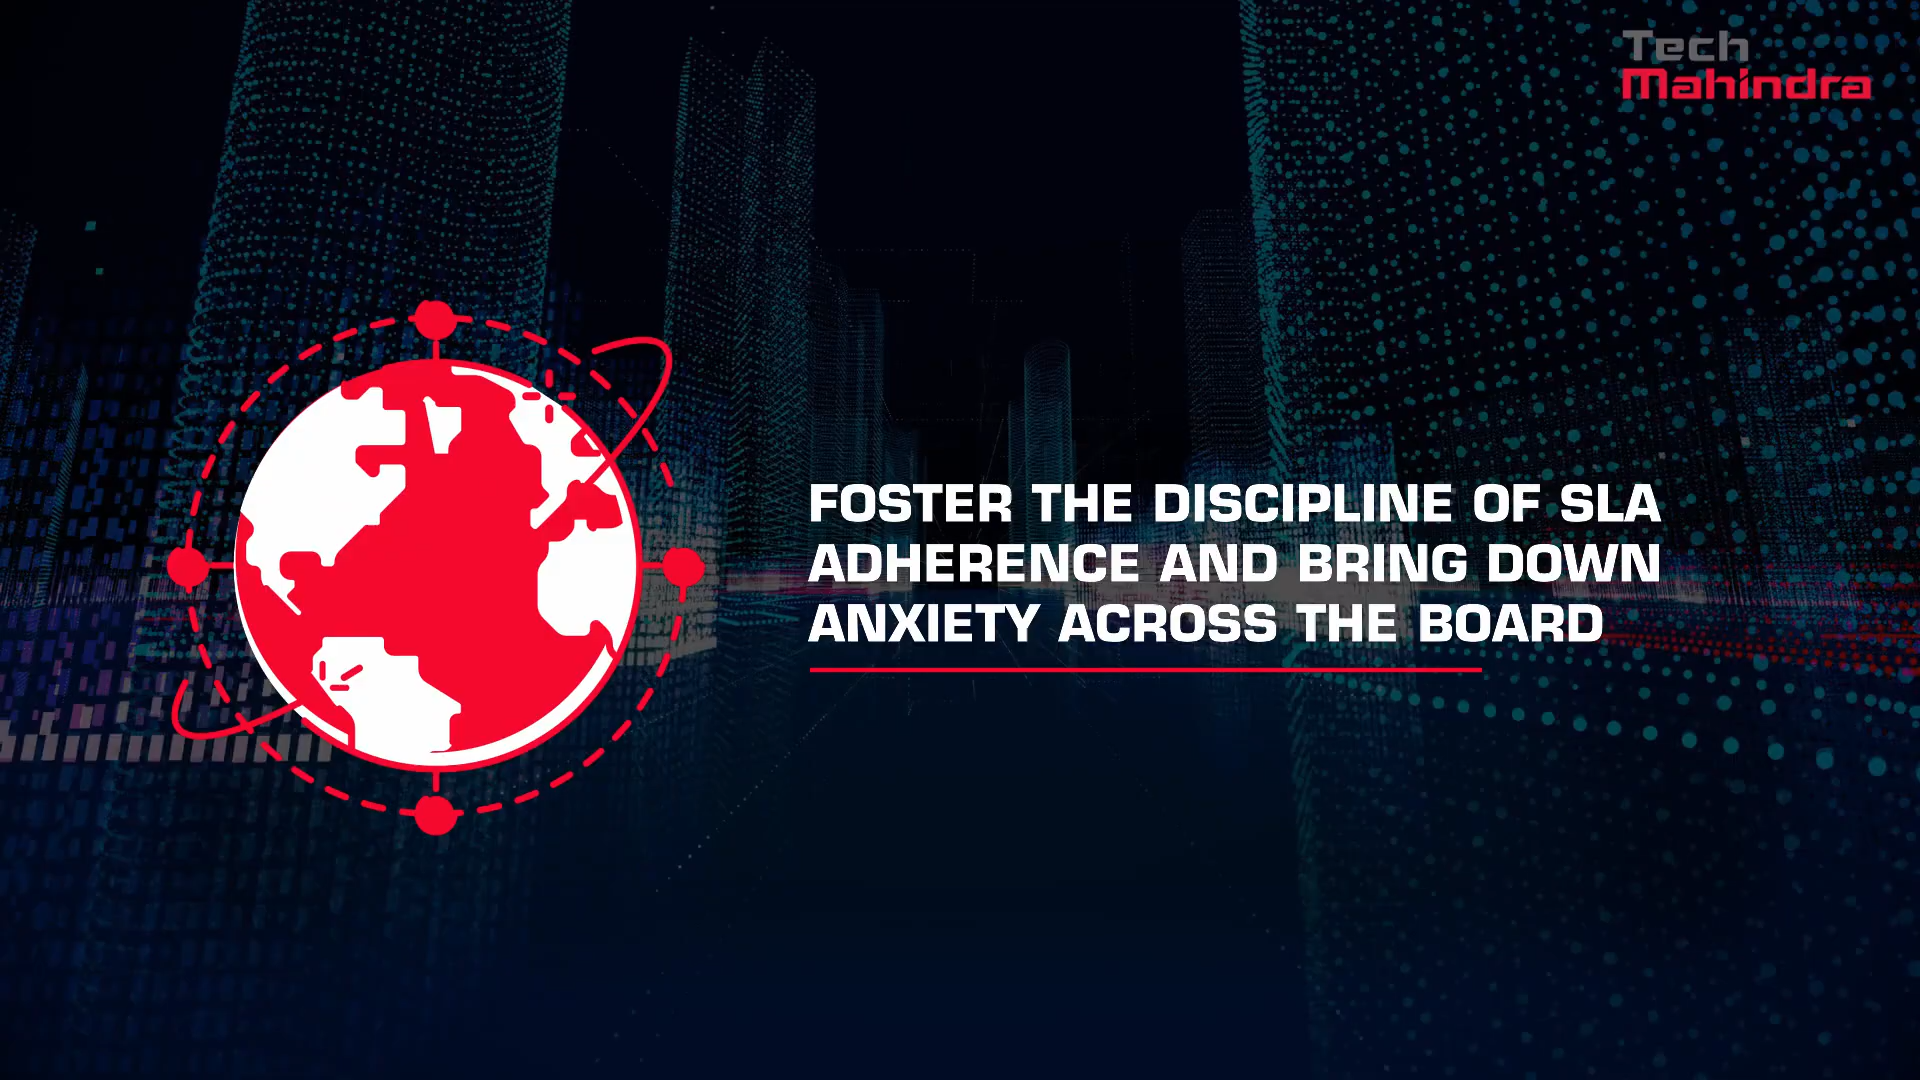 Tech
Mahindra
FOSTER THE DISCIPLINE OF SLA
ADHERENCE AND BRING DOWN
ANXIETY ACROSS THE BOARD